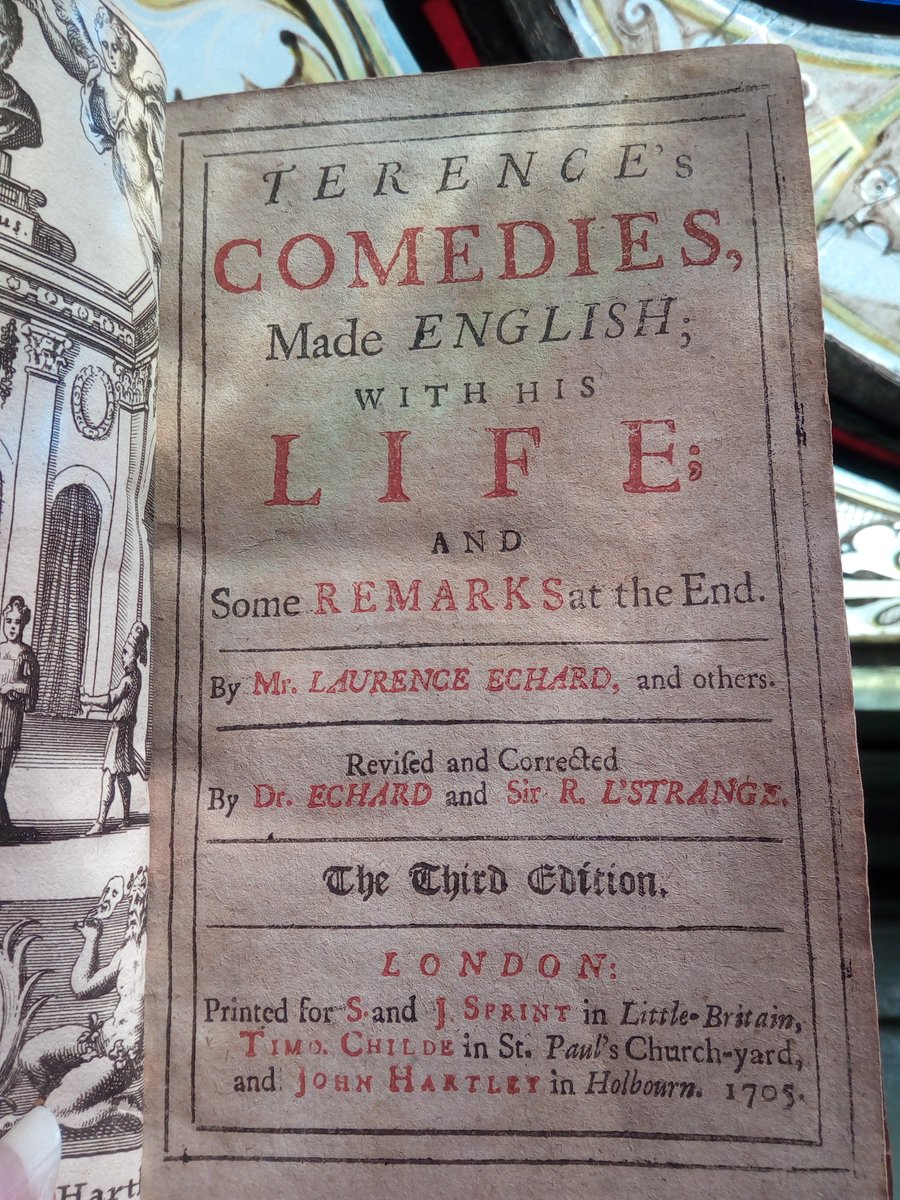 TERENCE's
COMEDIES,
Made ENGLISH;
WITH HIS
LIFE;
AND
Some REMARKS at the End.
By Mr. LAURENCE ECHARD, and others.
Reviſed and Corrected
By Dr. ECHARD and Sir R. L'STRANGE.
The Third Edition.
LONDON:
Printed for S. and J. SPRINT in Little-Britain,
TIMO. CHILDE in St. Paul's Church-yard,
and JOHN HARTLEY in Holbourn. 1705.